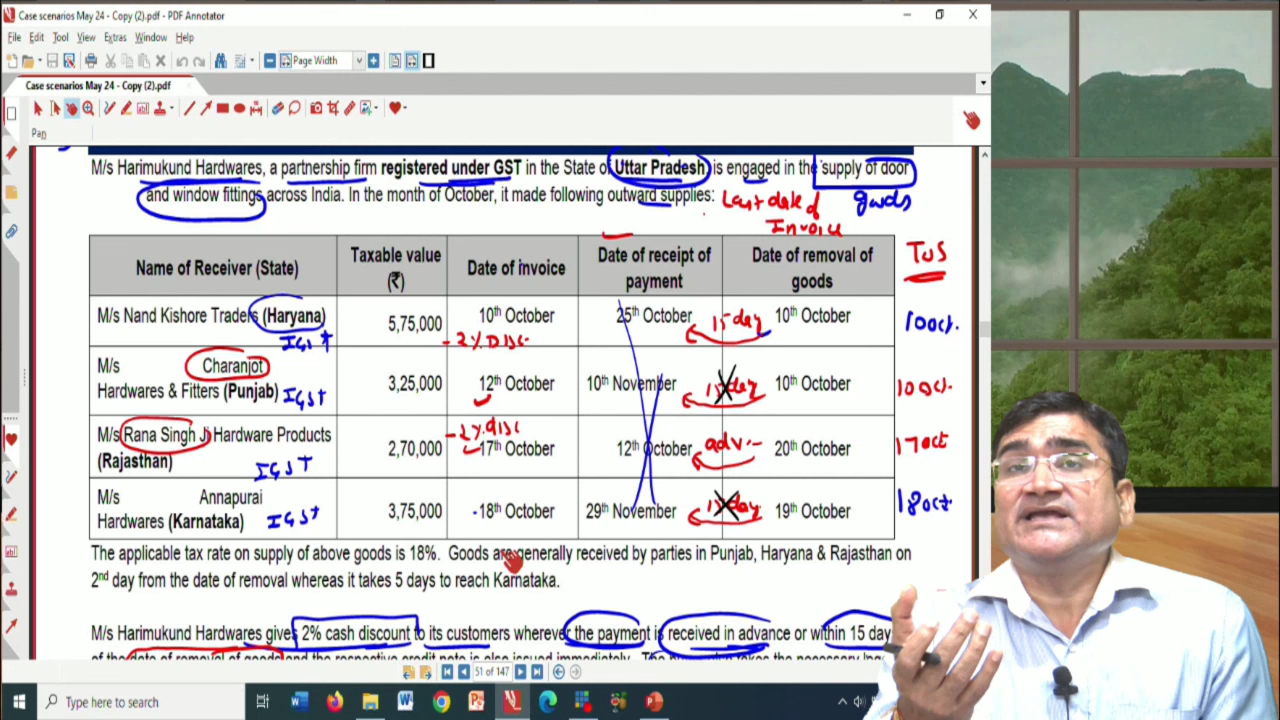 Case scenarios May 24 - Copy (2).pdf - PDF Annotator
File Edit Tool View Extras Window Help
Page Width
Case scenarios May 24 - Copy (2).pdf
Pan
M/s Harimukund Hardwares, a partnership firm registered under GST in the State of Uttar Pradesh is engaged in the supply of door
and window fittings across India. In the month of October, it made following outward supplies:
Last date of
Invoice
goods
Name of Receiver (State)
Taxable value (₹)
Date of invoice
Date of receipt of payment
Date of removal of goods
TOS
M/s Nand Kishore Traders (Haryana)
IGST
5,75,000
10th October
- 2% Disc
25th October
15 day
10th October
10 Oct.
M/s Charanjot
Hardwares & Fitters (Punjab)
IGST
3,25,000
12th October
10th November
15 day
10th October
10 Oct
M/s Rana Singh Ji Hardware Products
(Rajasthan)
IGST
2,70,000
- 2% disc
17th October
12th October
adv.-
20th October
17 Oct
M/s Annapurai
Hardwares (Karnataka)
IGST
3,75,000
18th October
29th November
15 day
19th October
18 Oct
The applicable tax rate on supply of above goods is 18%. Goods are generally received by parties in Punjab, Haryana & Rajasthan on
2nd day from the date of removal whereas it takes 5 days to reach Karnataka.
M/s Harimukund Hardwares gives 2% cash discount to its customers wherever the payment is received in advance or within 15 day
51 of 147
Type here to search